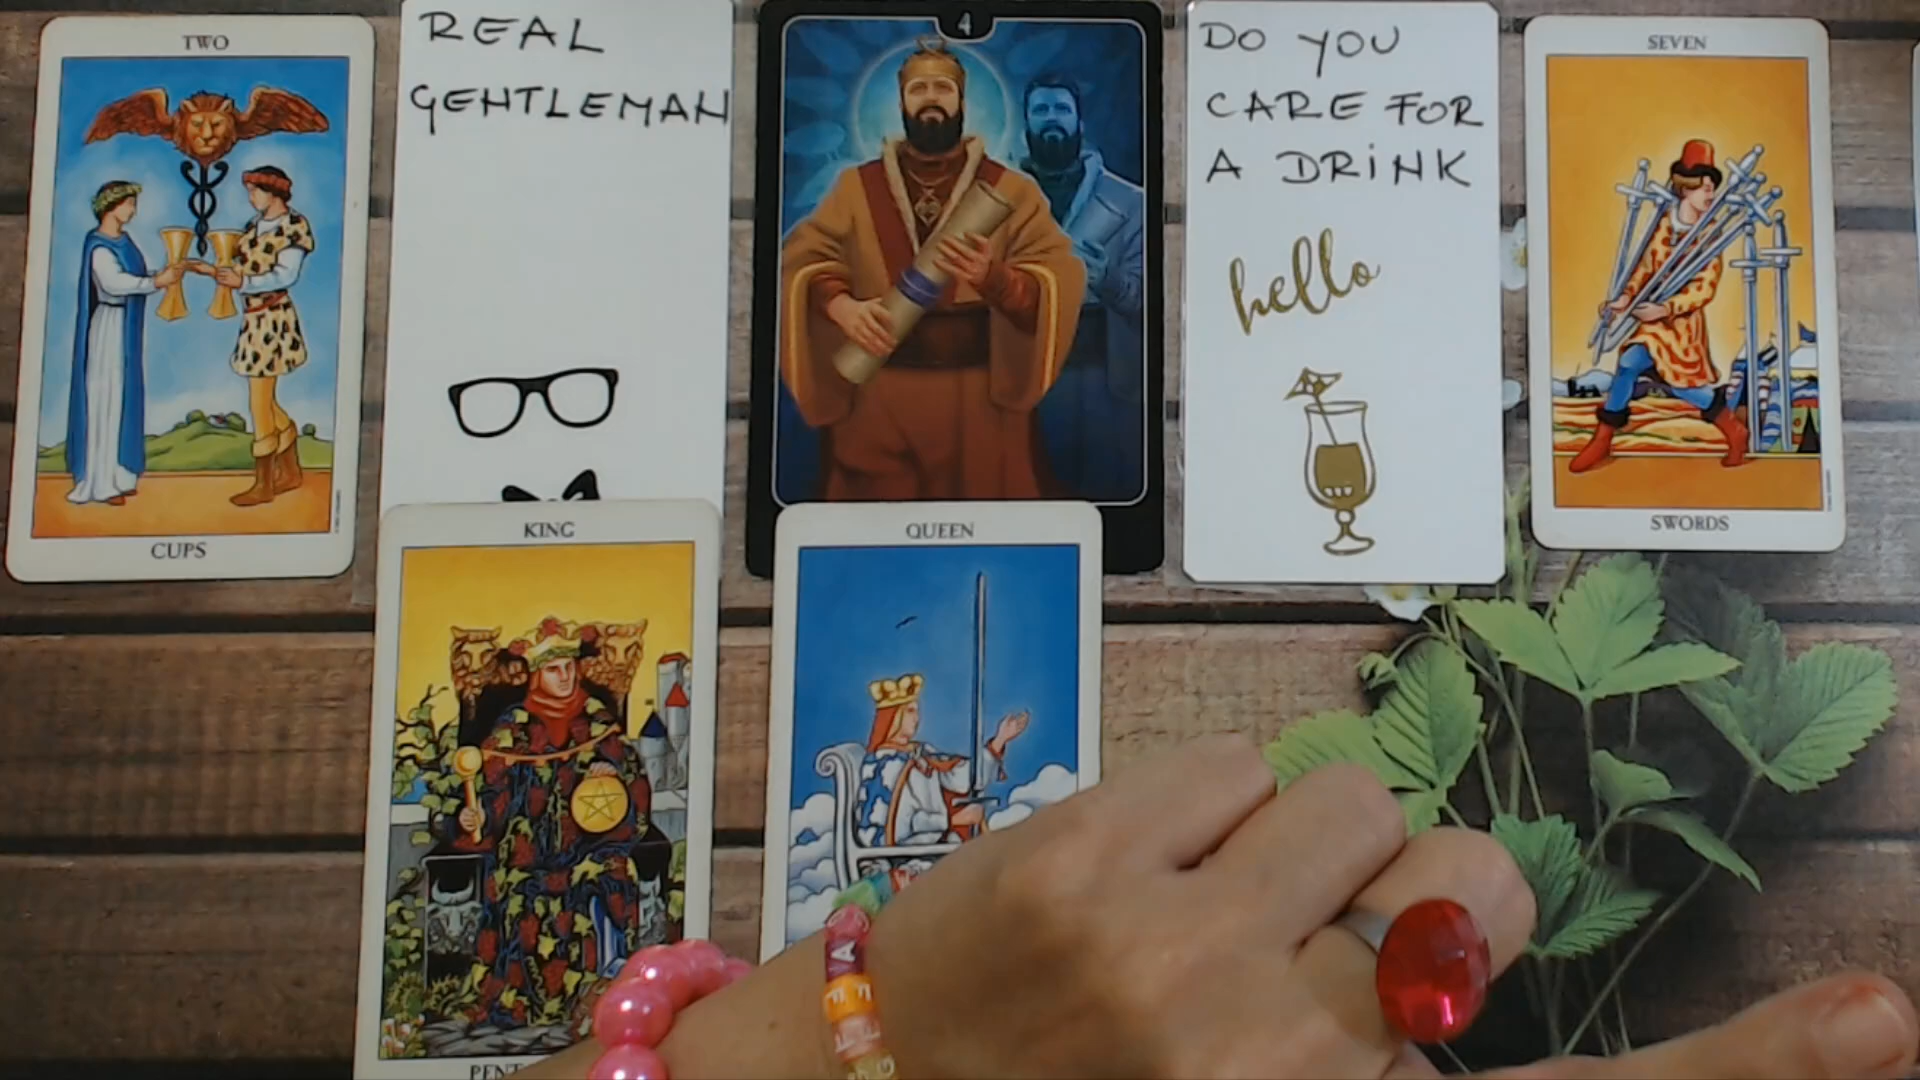 TWO
CUPS
REAL
GENTLEMAN
4
DO YOU
CARE FOR
A DRINK
hello
SEVEN
SWORDS
KING
QUEEN